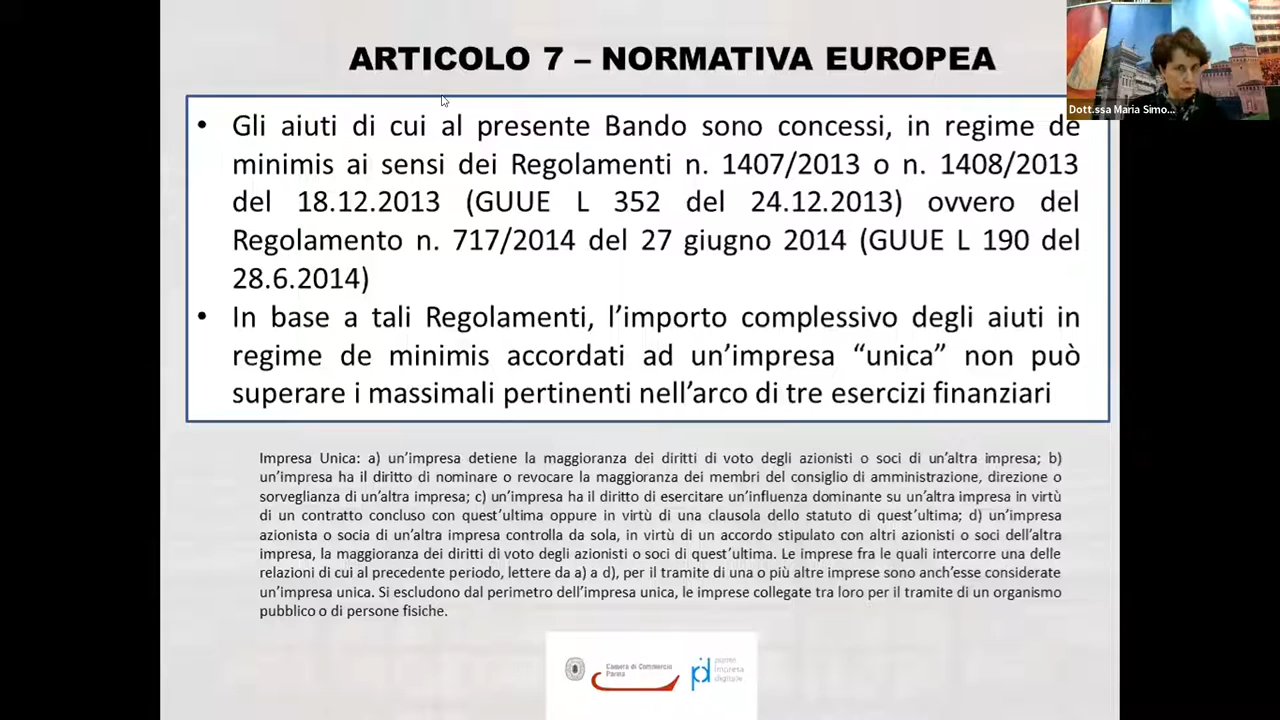 ARTICOLO 7 – NORMATIVA EUROPEA
Dott.ssa Maria Simo...
• Gli aiuti di cui al presente Bando sono concessi, in regime de
minimis ai sensi dei Regolamenti n. 1407/2013 o n. 1408/2013
del 18.12.2013 (GUUE L 352 del 24.12.2013) ovvero del
Regolamento n. 717/2014 del 27 giugno 2014 (GUUE L 190 del
28.6.2014)
• In base a tali Regolamenti, l’importo complessivo degli aiuti in
regime de minimis accordati ad un’impresa “unica” non può
superare i massimali pertinenti nell’arco di tre esercizi finanziari
Impresa Unica: a) un’impresa detiene la maggioranza dei diritti di voto degli azionisti o soci di un’altra impresa; b)
un’impresa ha il diritto di nominare o revocare la maggioranza dei membri del consiglio di amministrazione, direzione o
sorveglianza di un’altra impresa; c) un’impresa ha il diritto di esercitare un’influenza dominante su un’altra impresa in virtù
di un contratto concluso con quest’ultima oppure in virtù di una clausola dello statuto di quest’ultima; d) un’impresa
azionista o socia di un’altra impresa controlla da sola, in virtù di un accordo stipulato con altri azionisti o soci dell’altra
impresa, la maggioranza dei diritti di voto degli azionisti o soci di quest’ultima. Le imprese fra le quali intercorre una delle
relazioni di cui al precedente periodo, lettere da a) a d), per il tramite di una o più altre imprese sono anch’esse considerate
un’impresa unica. Si escludono dal perimetro dell’impresa unica, le imprese collegate tra loro per il tramite di un organismo
pubblico o di persone fisiche.
Camera di Commercio
Parma
punto
impresa
digitale